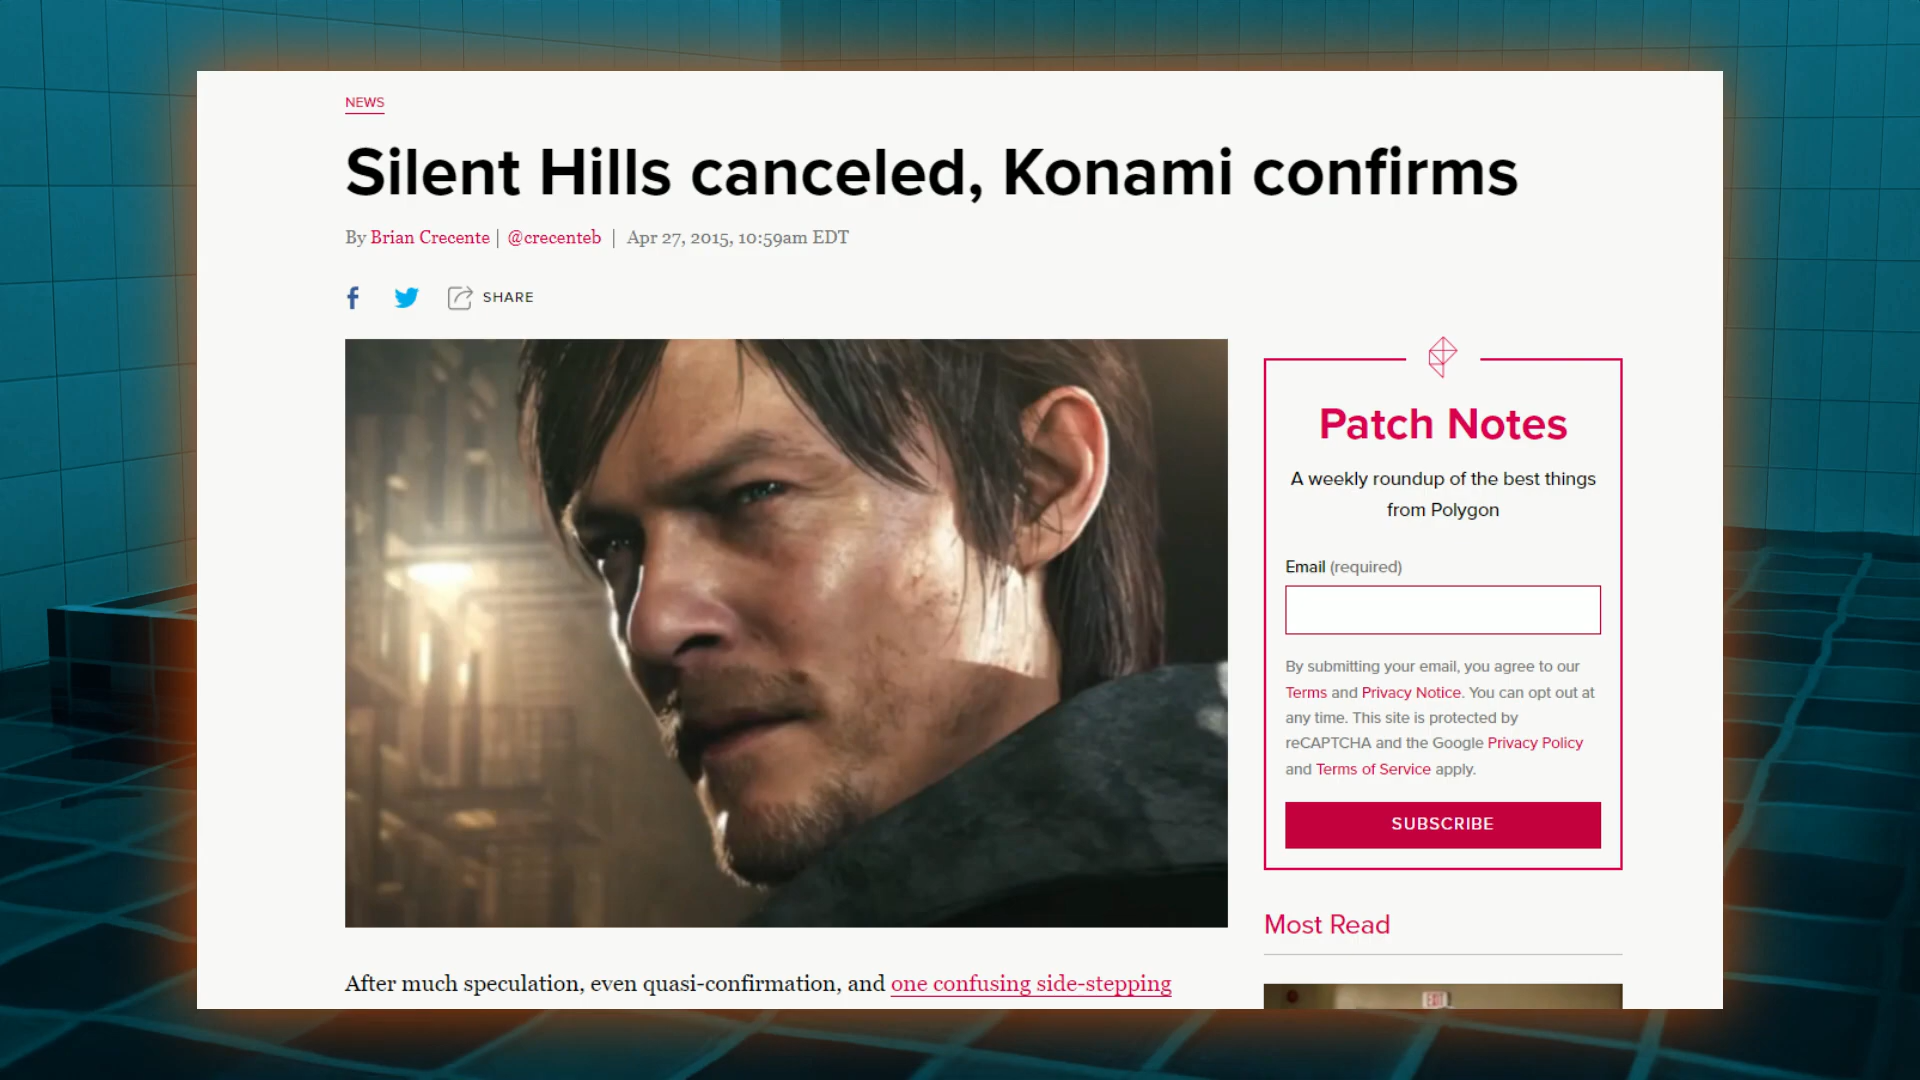 NEWS
Silent Hills canceled, Konami confirms
By Brian Crecente | @crecenteb | Apr 27, 2015, 10:59am EDT
SHARE
Patch Notes
A weekly roundup of the best things
from Polygon
Email (required)
By submitting your email, you agree to our
Terms and Privacy Notice. You can opt out at
any time. This site is protected by
reCAPTCHA and the Google Privacy Policy
and Terms of Service apply.
SUBSCRIBE
Most Read
EXIT
After much speculation, even quasi-confirmation, and one confusing side-stepping